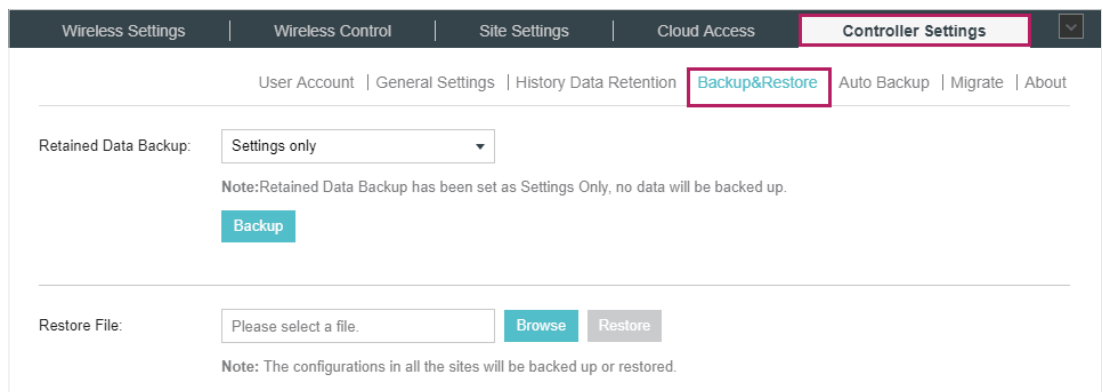 Wireless Settings | Wireless Control | Site Settings | Cloud Access Controller Settings
User Account | General Settings | History Data Retention Backup&Restore Auto Backup | Migrate | About
Retained Data Backup: Settings only
Note:Retained Data Backup has been set as Settings Only, no data will be backed up.
Backup
Restore File: Please select a file. Browse Restore
Note: The configurations in all the sites will be backed up or restored.